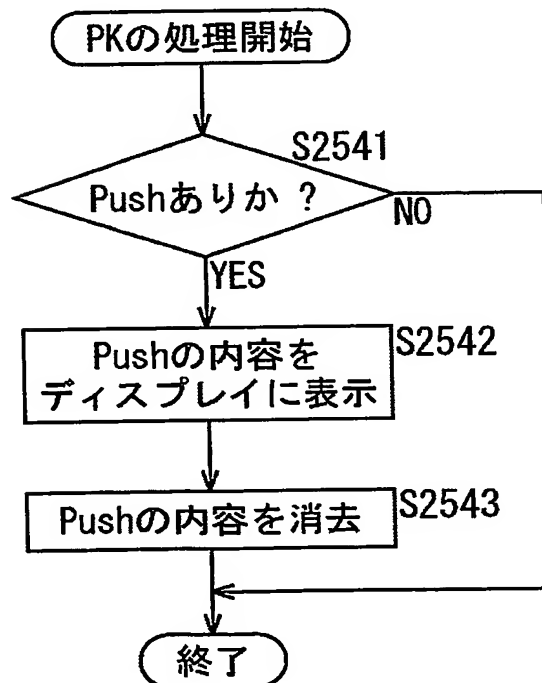 PKの処理開始
S2541
Pushありか ?
NO
YES
Pushの内容を
ディスプレイに表示
S2542
Pushの内容を消去
S2543
終了